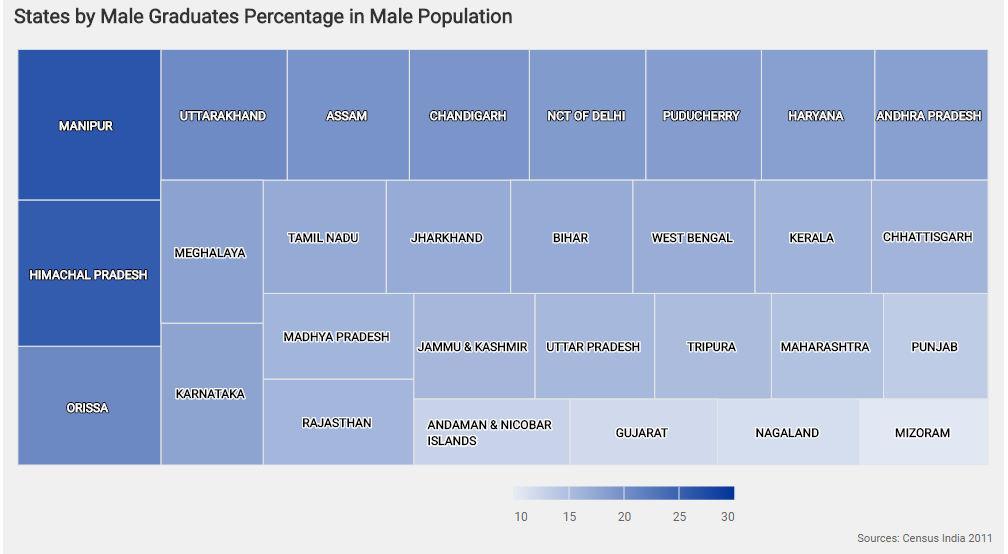 States by Male Graduates Percentage in Male Population
MANIPUR
UTTARAKHAND
ASSAM
CHANDIGARH
NCT OF DELHI
PUDUCHERRY
HARYANA
ANDHRA PRADESH
HIMACHAL PRADESH
MEGHALAYA
TAMIL NADU
JHARKHAND
BIHAR
WEST BENGAL
KERALA
CHHATTISGARH
MADHYA PRADESH
JAMMU & KASHMIR
UTTAR PRADESH
TRIPURA
MAHARASHTRA
PUNJAB
ORISSA
KARNATAKA
RAJASTHAN
ANDAMAN & NICOBAR
ISLANDS
GUJARAT
NAGALAND
MIZORAM
10 15 20 25 30
Sources: Census India 2011